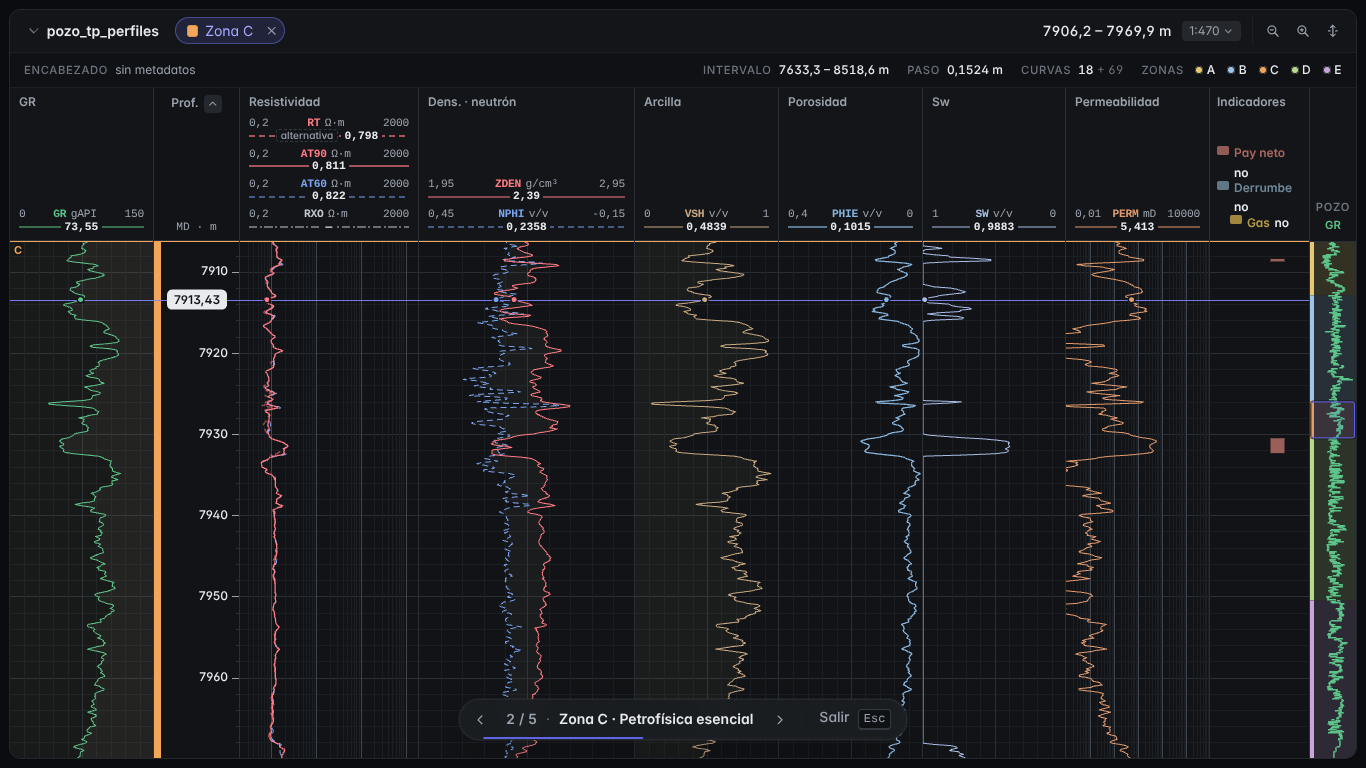 pozo_tp_perfiles Zona C 7906,2 – 7969,9 m 1:470
ENCABEZADO sin metadatos INTERVALO 7633,3 – 8518,6 m PASO 0,1524 m CURVAS 18 + 69 ZONAS A B C D E
GR Prof. Resistividad Dens. · neutrón Arcilla Porosidad Sw Permeabilidad Indicadores
0,2 RT Ω·m 2000
alternativa · 0,798
0,2 AT90 Ω·m 2000
0,811
Pay neto
no
0,2 AT60 Ω·m 2000
0,822
1,95 ZDEN g/cm³ 2,95
2,39
Derrumbe
no
0 GR gAPI 150
73,55
MD · m
0,2 RXO Ω·m 2000
0,45 NPHI v/v -0,15
0,2358
0 VSH v/v 1
0,4839
0,4 PHIE v/v 0
0,1015
1 SW v/v 0
0,9883
0,01 PERM mD 10000
5,413
Gas no
POZO
GR
C
7910
7913,43
7920
7930
7940
7950
7960
2 / 5 · Zona C · Petrofísica esencial Salir Esc